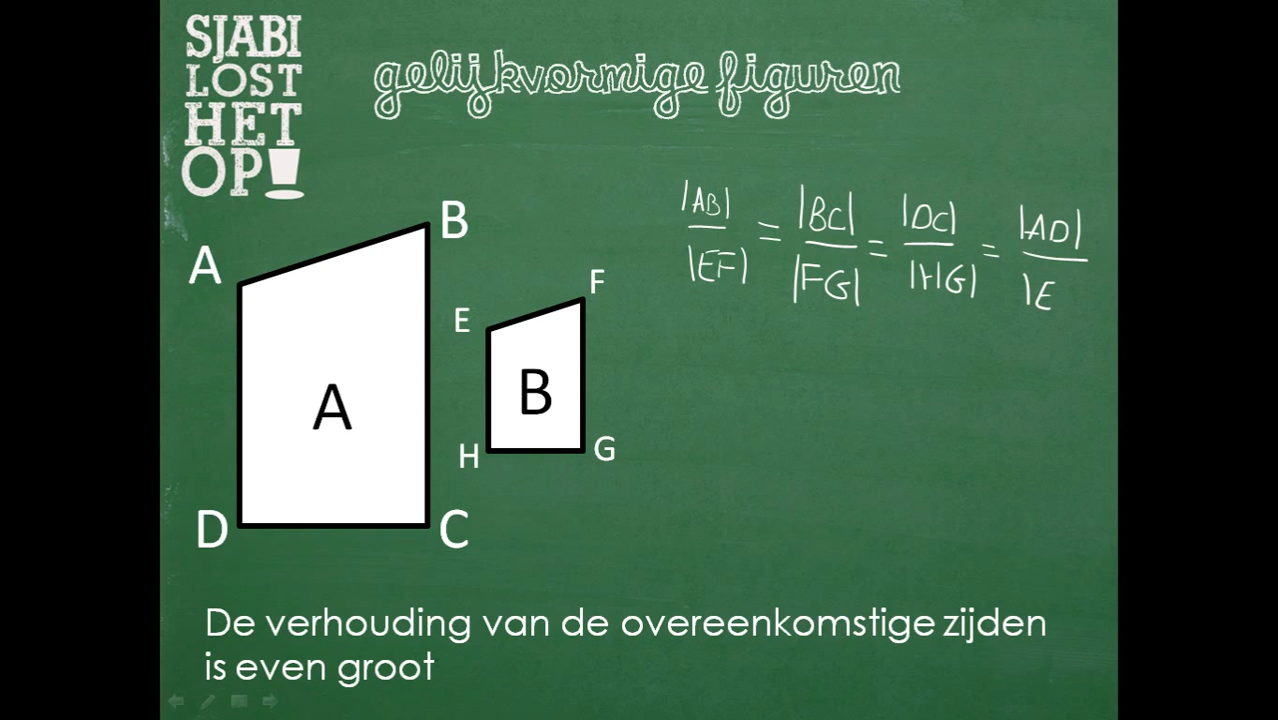 SJABI
LOST
HET
OP!
gelijkvormige figuren
|AB| = |BC| = |DC| = |AD|
|EF| |FG| |HG| |E
A
B
A
D
C
E
F
B
H
G
De verhouding van de overeenkomstige zijden
is even groot